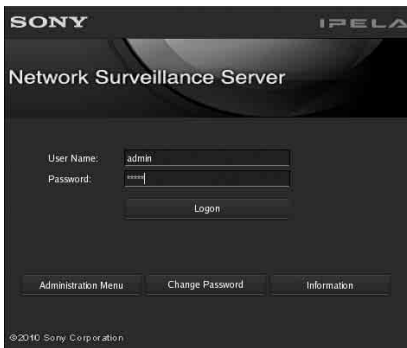 SONY
IPELA
Network Surveillance Server
User Name: admin
Password: *****
Logon
Administration Menu Change Password Information
©2010 Sony Corporation